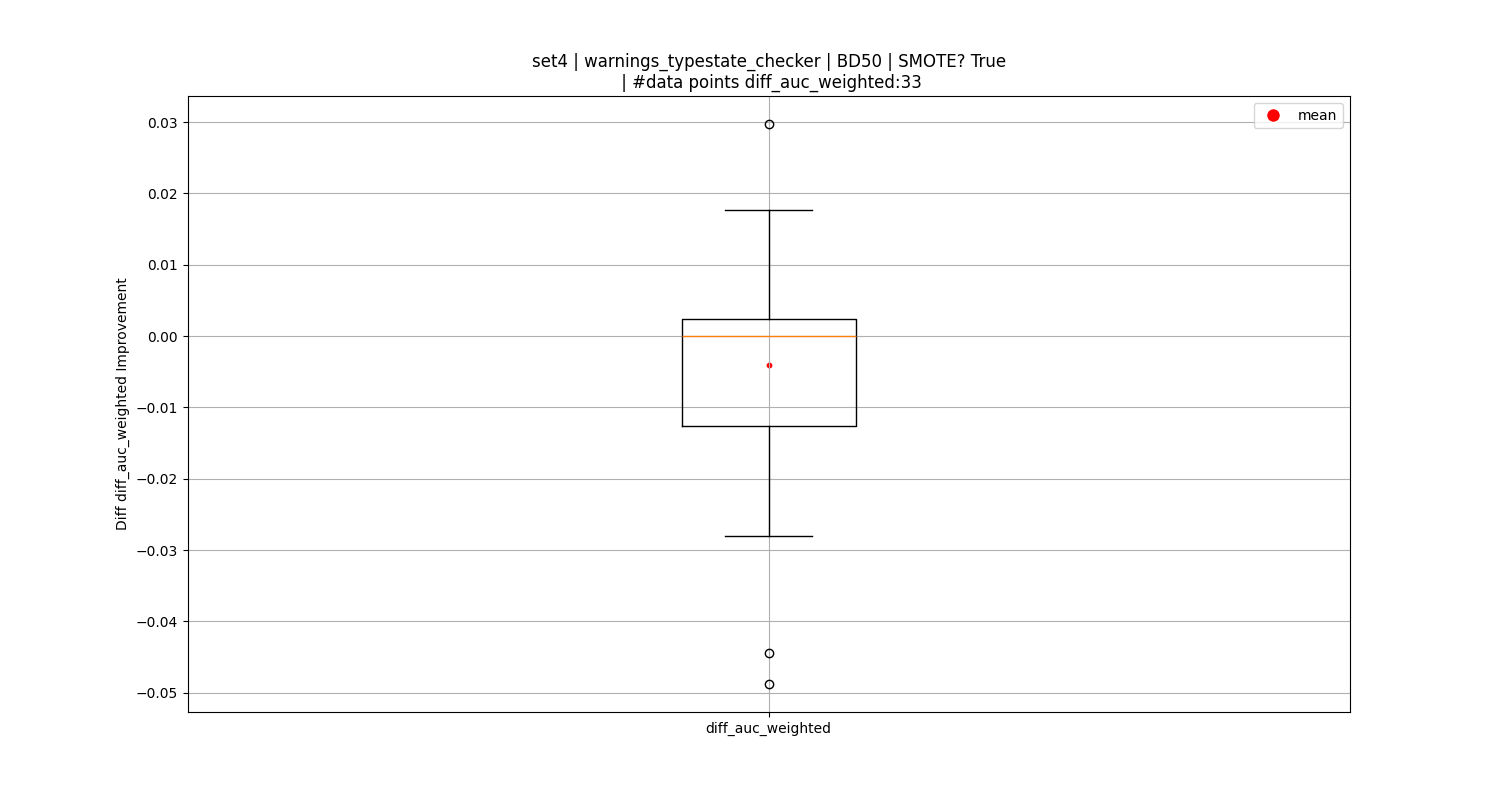 set4 | warnings_typestate_checker | BD50 | SMOTE? True
| #data points diff_auc_weighted:33
mean
0.03
0.02
0.01
0.00
−0.01
−0.02
−0.03
−0.04
−0.05
Diff diff_auc_weighted Improvement
diff_auc_weighted